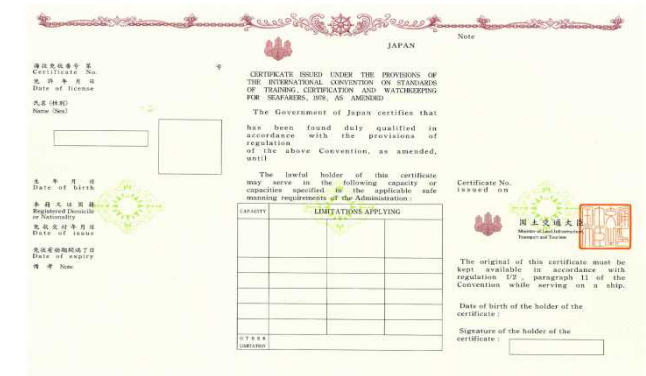 海技免状番号 第 号
Certificate No.
免許年月日
Date of license
氏名 (性別)
Name (Sex)
生年月日
Date of birth
本籍又は国籍
Registered Domicile
or Nationality
免状交付年月日
Date of issue
免状有効期間満了日
Date of expiry
備考 Note
JAPAN
CERTIFICATE ISSUED UNDER THE PROVISIONS OF
THE INTERNATIONAL CONVENTION ON STANDARDS
OF TRAINING, CERTIFICATION AND WATCHKEEPING
FOR SEAFARERS, 1978, AS AMENDED
The Government of Japan certifies that
has been found duly qualified in
accordance with the provisions of
regulation
of the above Convention, as amended,
until
The lawful holder of this certificate
may serve in the following capacity or
capacities specified in the applicable safe
manning requirements of the Administration :
CAPACITY LIMITATIONS APPLYING
OTHER
LIMITATION
Note
Certificate No.
issued on
国土交通大臣
Minister of Land Infrastructure
Transport and Tourism
The original of this certificate must be
kept available in accordance with
regulation I/2 , paragraph 11 of the
Convention while serving on a ship.
Date of birth of the holder of the
certificate :
Signature of the holder of the
certificate :